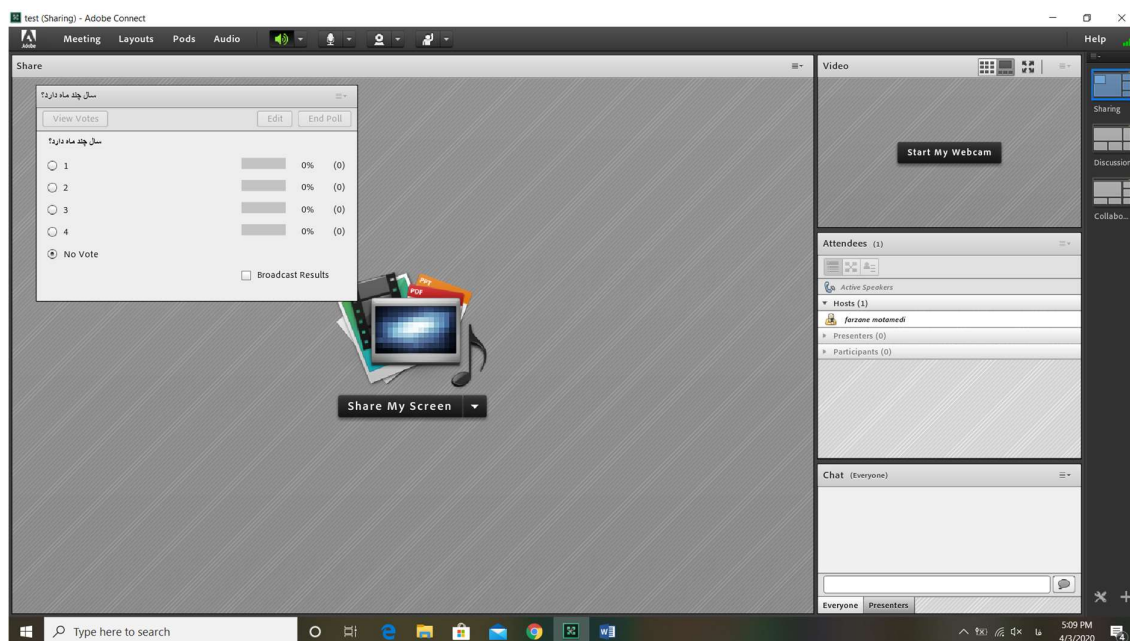 test (Sharing) - Adobe Connect
Adobe Meeting Layouts Pods Audio Help
Share
سال چند ماه دارد؟
View Votes Edit End Poll
سال چند ماه دارد؟
1 0% (0)
2 0% (0)
3 0% (0)
4 0% (0)
No Vote
Broadcast Results
PPT
PDF
Share My Screen
Video
Start My Webcam
Attendees (1)
Active Speakers
Hosts (1)
farzane matamedi
Presenters (0)
Participants (0)
Chat (Everyone)
Everyone Presenters
Sharing
Discussion
Collabo...
Type here to search
فا
5:09 PM
4/3/2020
4